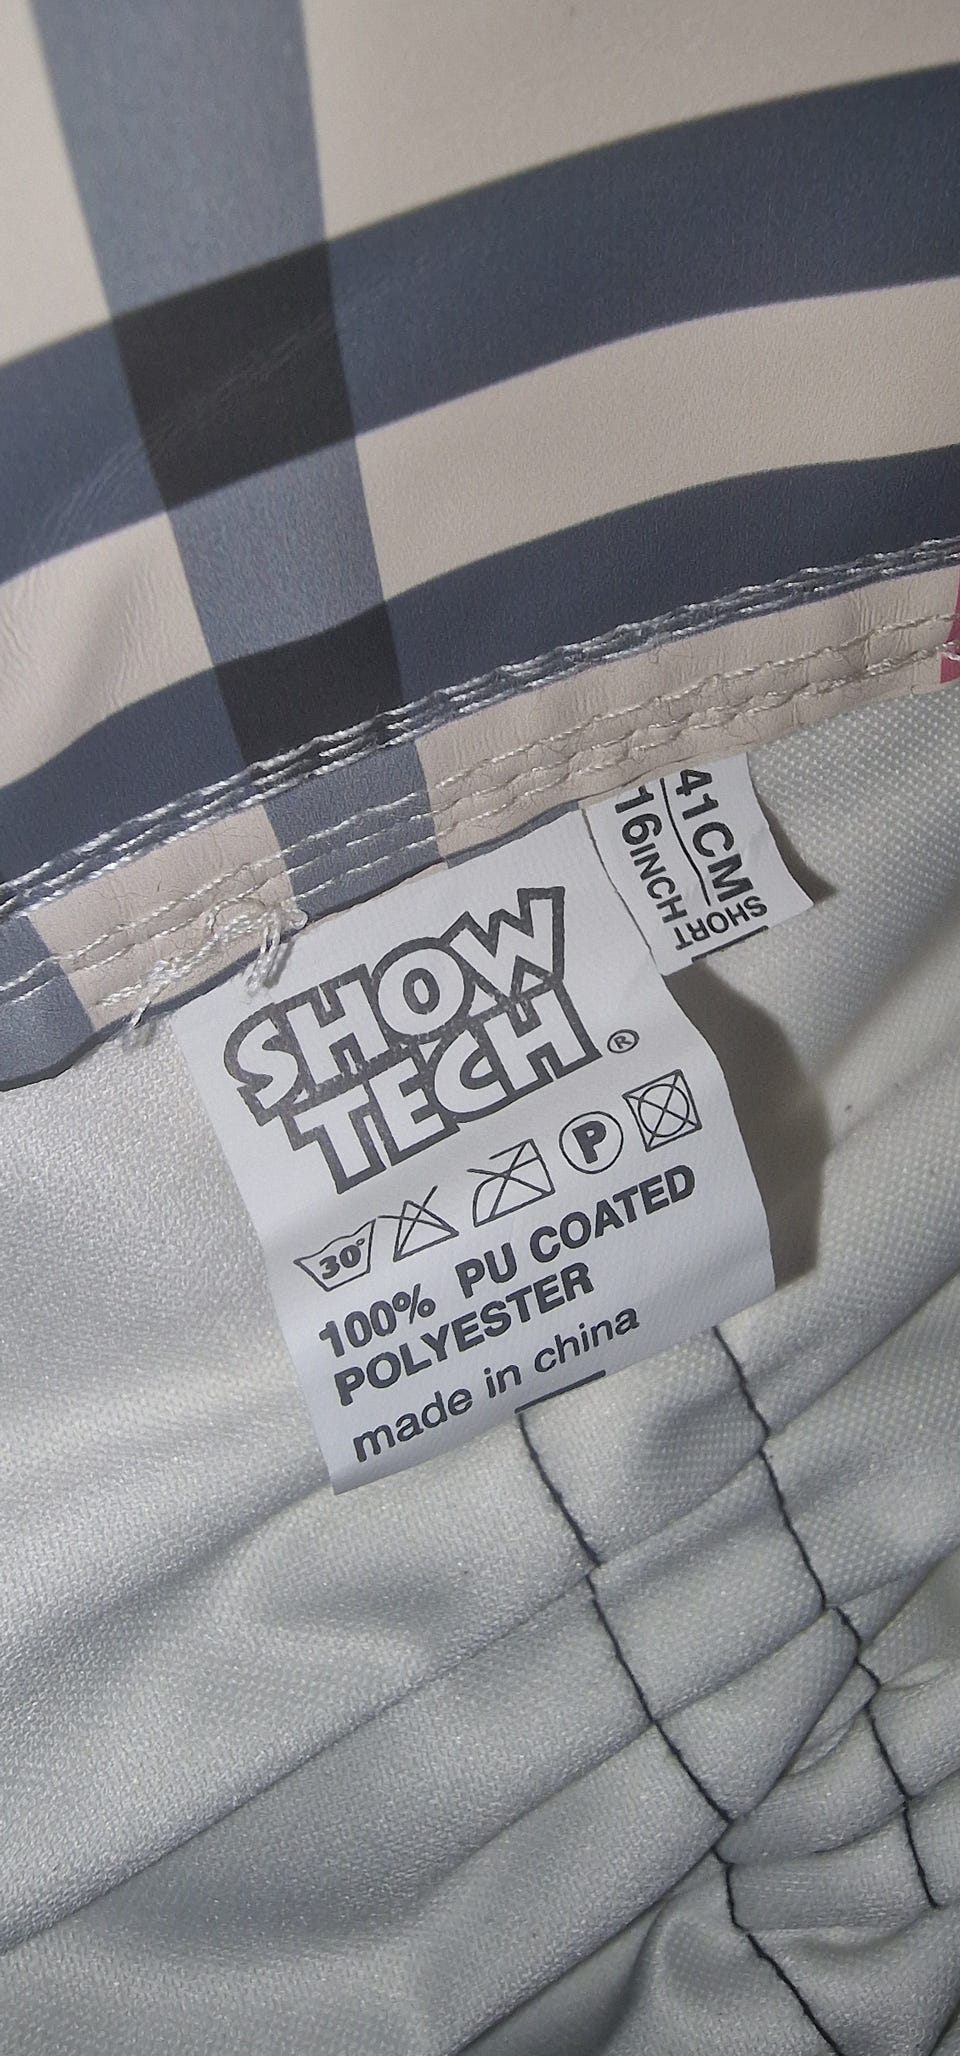 SHOW
TECH®
30°
P
100% PU COATED
POLYESTER
made in china
41CM
16INCH
SHORT